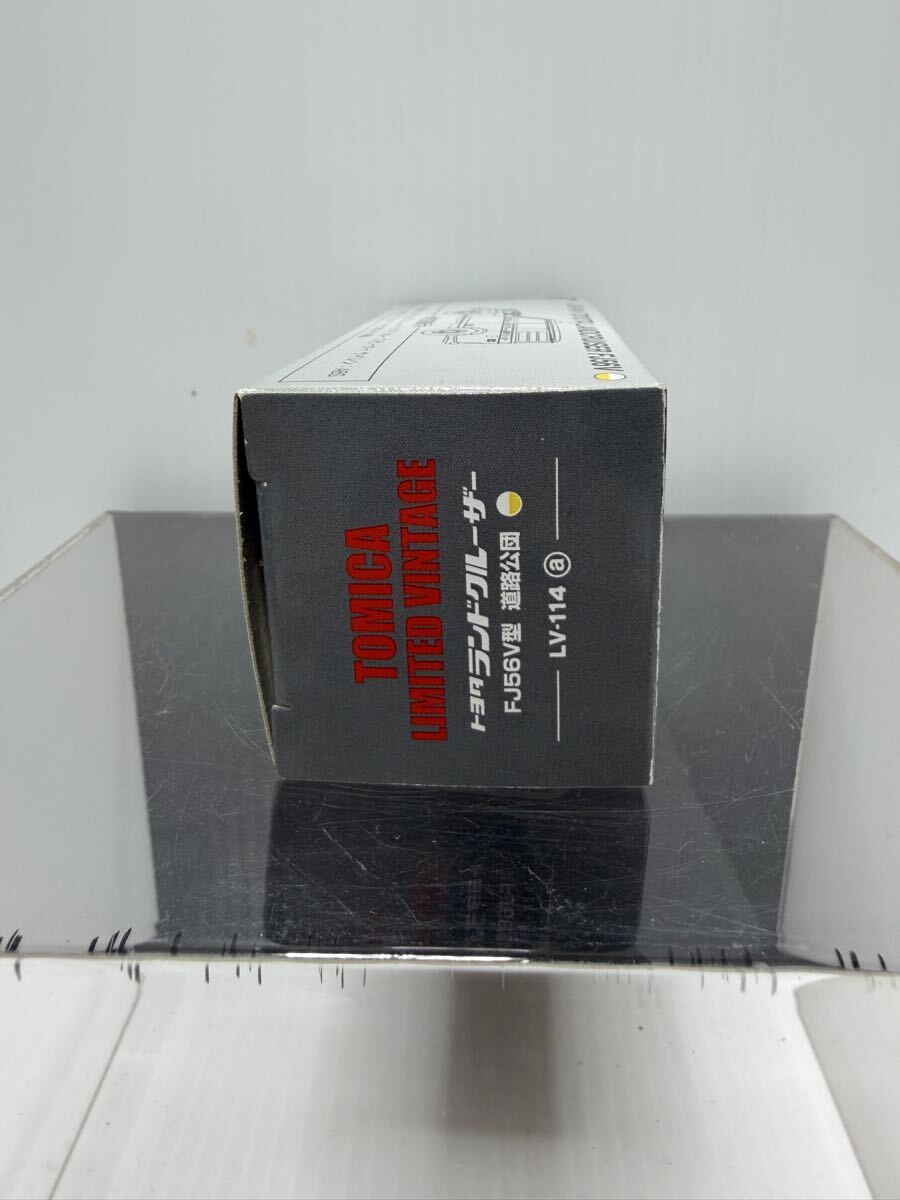 TOMICA
LIMITED VINTAGE
トヨタランドクルーザー
FJ56V型 道路公団
LV-114 ⓐ